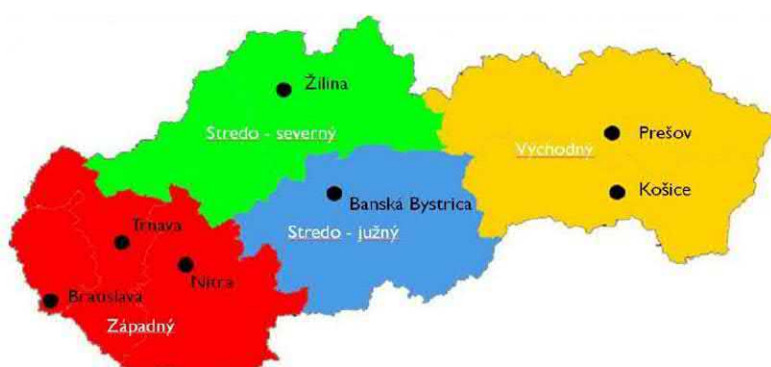 Žilina
Stredo - severný
Prešov
Východný
Košice
Banská Bystrica
Stredo - južný
Trnava
Nitra
Bratislava
Západný